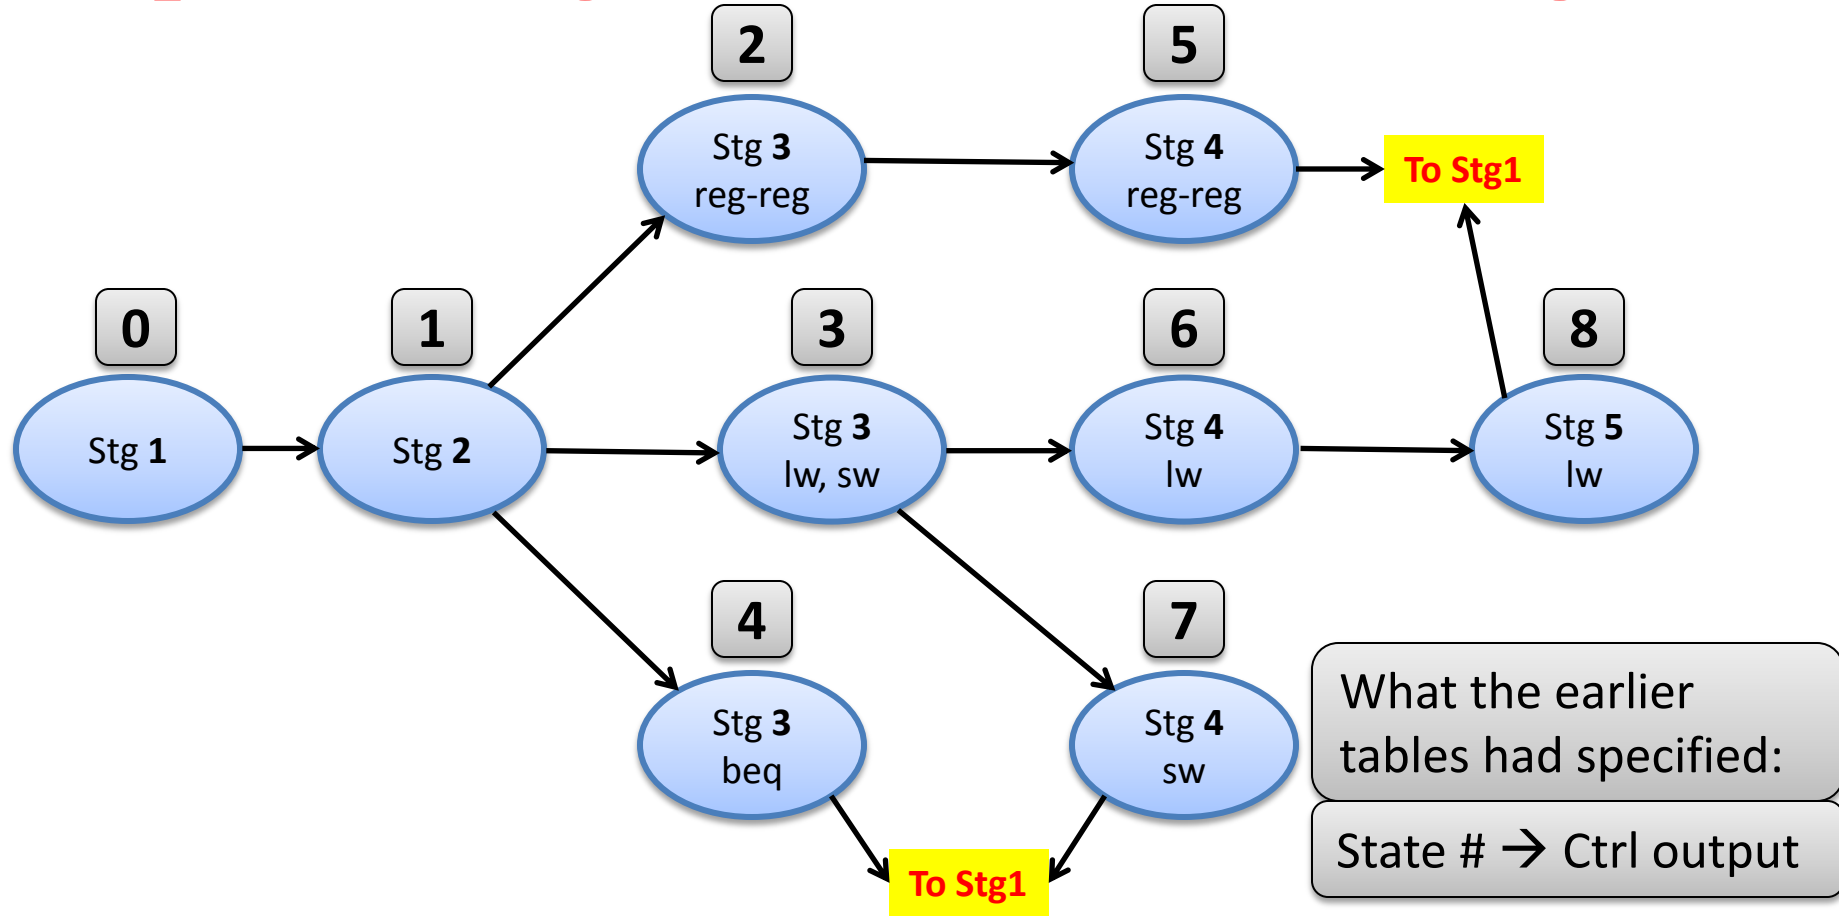 2
5
Stg 3
reg-reg
Stg 4
reg-reg
To Stg1
0
1
3
6
8
Stg 1
Stg 2
Stg 3
lw, sw
Stg 4
lw
Stg 5
lw
4
7
Stg 3
beq
Stg 4
sw
To Stg1
What the earlier
tables had specified:
State # → Ctrl output